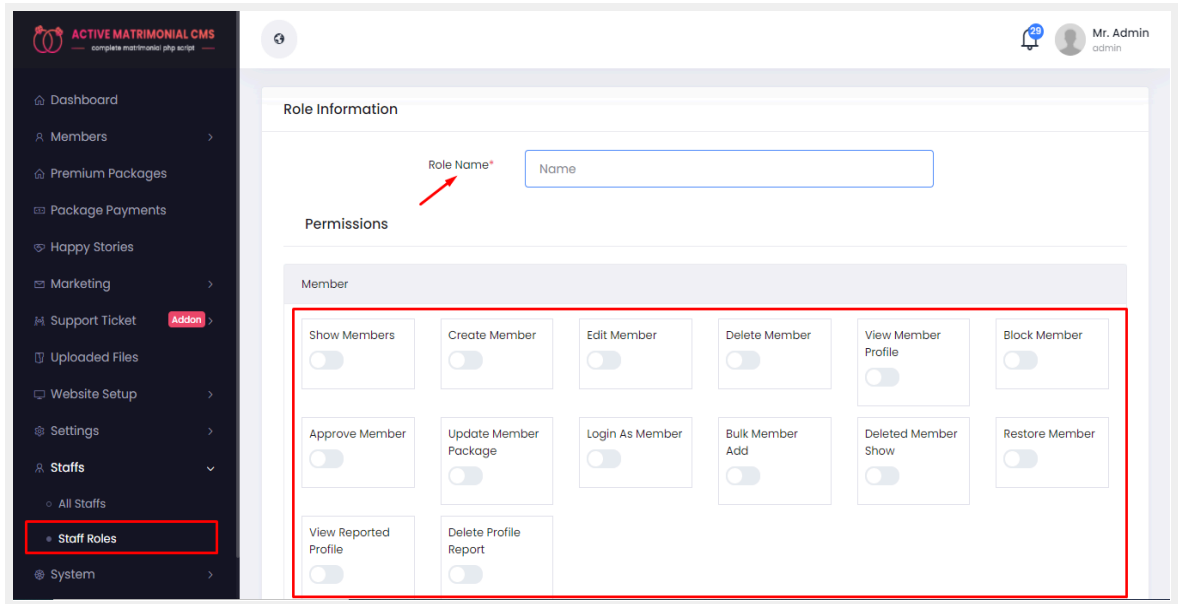 ACTIVE MATRIMONIAL CMS
complete matrimonial php script
29
Mr. Admin
admin
Dashboard
Members
Premium Packages
Package Payments
Happy Stories
Marketing
Support Ticket Addon
Uploaded Files
Website Setup
Settings
Staffs
All Staffs
Staff Roles
System
Role Information
Role Name*
Name
Permissions
Member
Show Members
Create Member
Edit Member
Delete Member
View Member
Profile
Block Member
Approve Member
Update Member
Package
Login As Member
Bulk Member
Add
Deleted Member
Show
Restore Member
View Reported
Profile
Delete Profile
Report